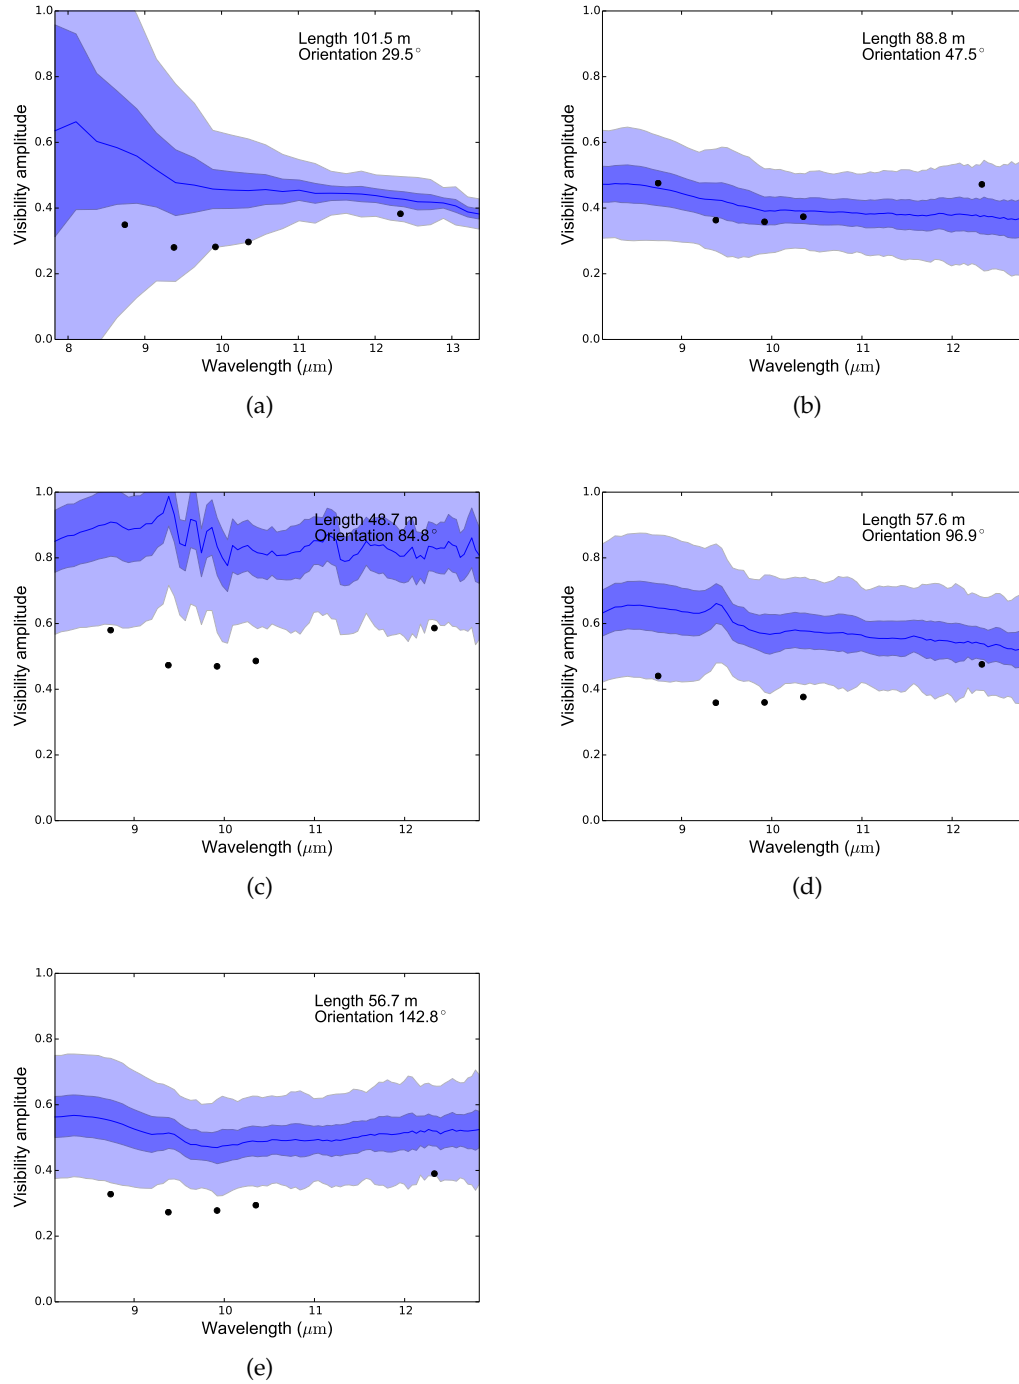 1.0
0.8
0.6
0.4
0.2
0.0
Visibility amplitude
Length 101.5 m
Orientation 29.5°
8 9 10 11 12 13
Wavelength (μm)
(a)
1.0
0.8
0.6
0.4
0.2
0.0
Visibility amplitude
Length 88.8 m
Orientation 47.5°
9 10 11 12
Wavelength (μm)
(b)
1.0
0.8
0.6
0.4
0.2
0.0
Visibility amplitude
Length 48.7 m
Orientation 84.8°
9 10 11 12
Wavelength (μm)
(c)
1.0
0.8
0.6
0.4
0.2
0.0
Visibility amplitude
Length 57.6 m
Orientation 96.9°
9 10 11 12
Wavelength (μm)
(d)
1.0
0.8
0.6
0.4
0.2
0.0
Visibility amplitude
Length 56.7 m
Orientation 142.8°
9 10 11 12
Wavelength (μm)
(e)